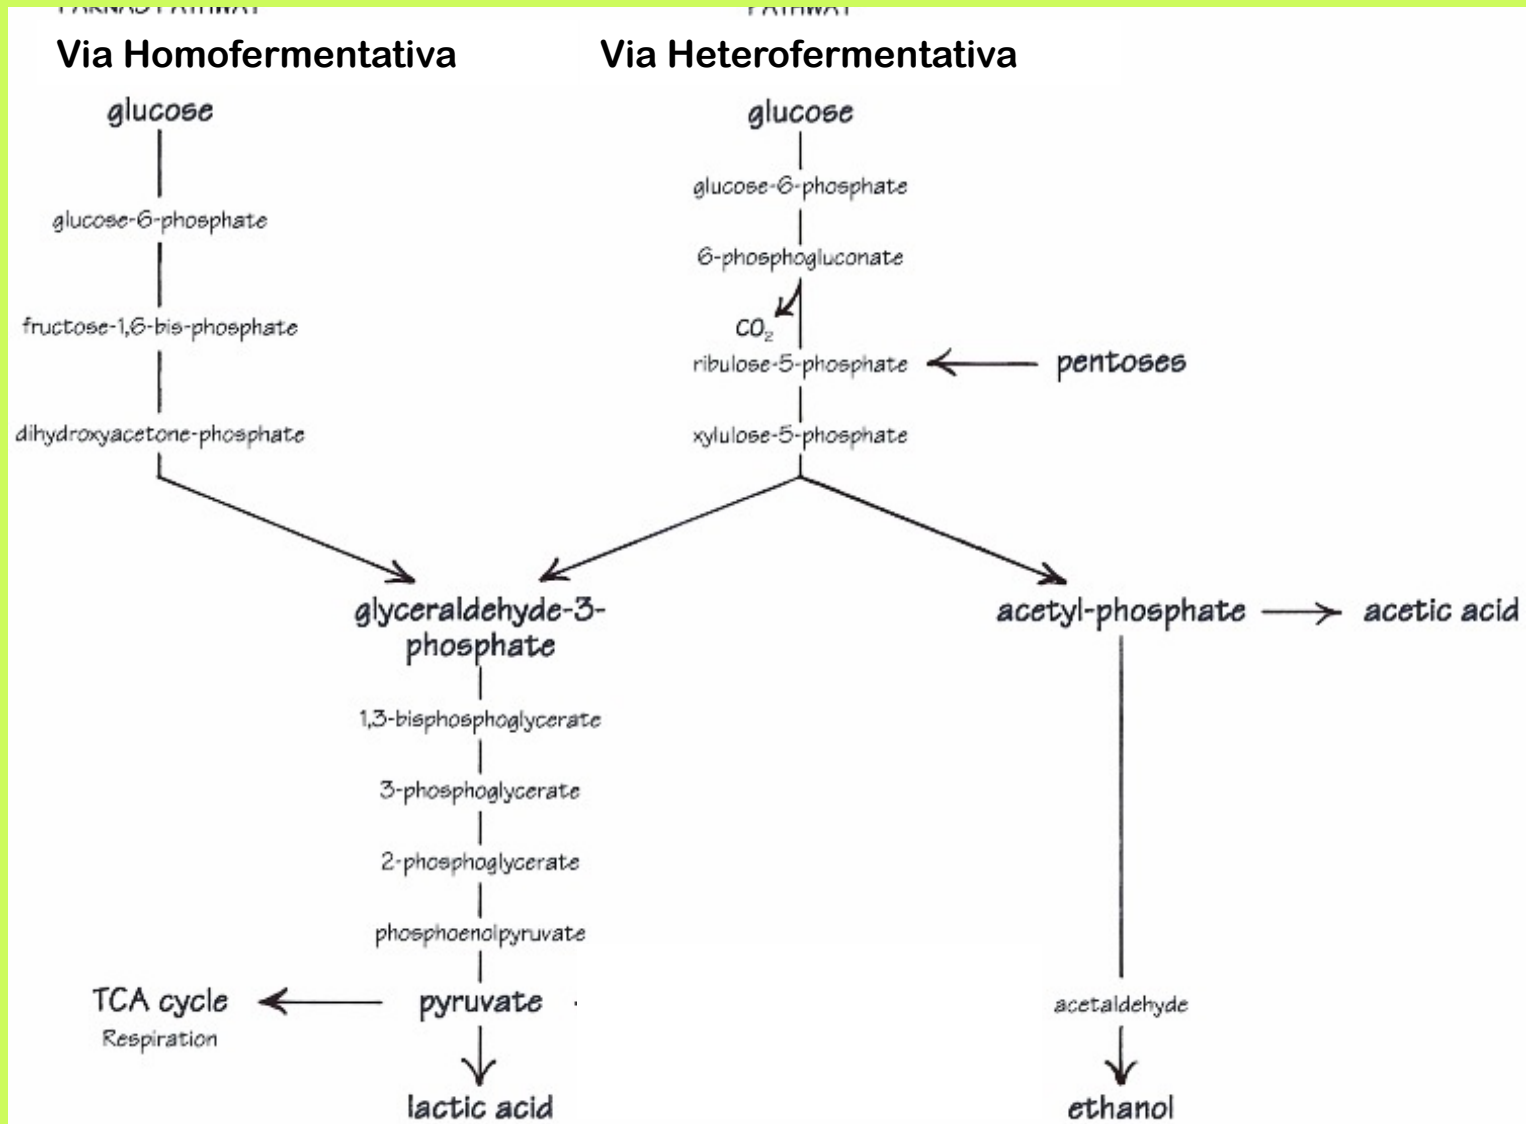 PATHWAY
Via Homofermentativa
Via Heterofermentativa
glucose
glucose-6-phosphate
fructose-1,6-bis-phosphate
dihydroxyacetone-phosphate
glucose
glucose-6-phosphate
6-phosphogluconate
CO₂
ribulose-5-phosphate
pentoses
xylulose-5-phosphate
glyceraldehyde-3-
phosphate
acetyl-phosphate
acetic acid
1,3-bisphosphoglycerate
3-phosphoglycerate
2-phosphoglycerate
phosphoenolpyruvate
TCA cycle
Respiration
pyruvate
lactic acid
acetaldehyde
ethanol